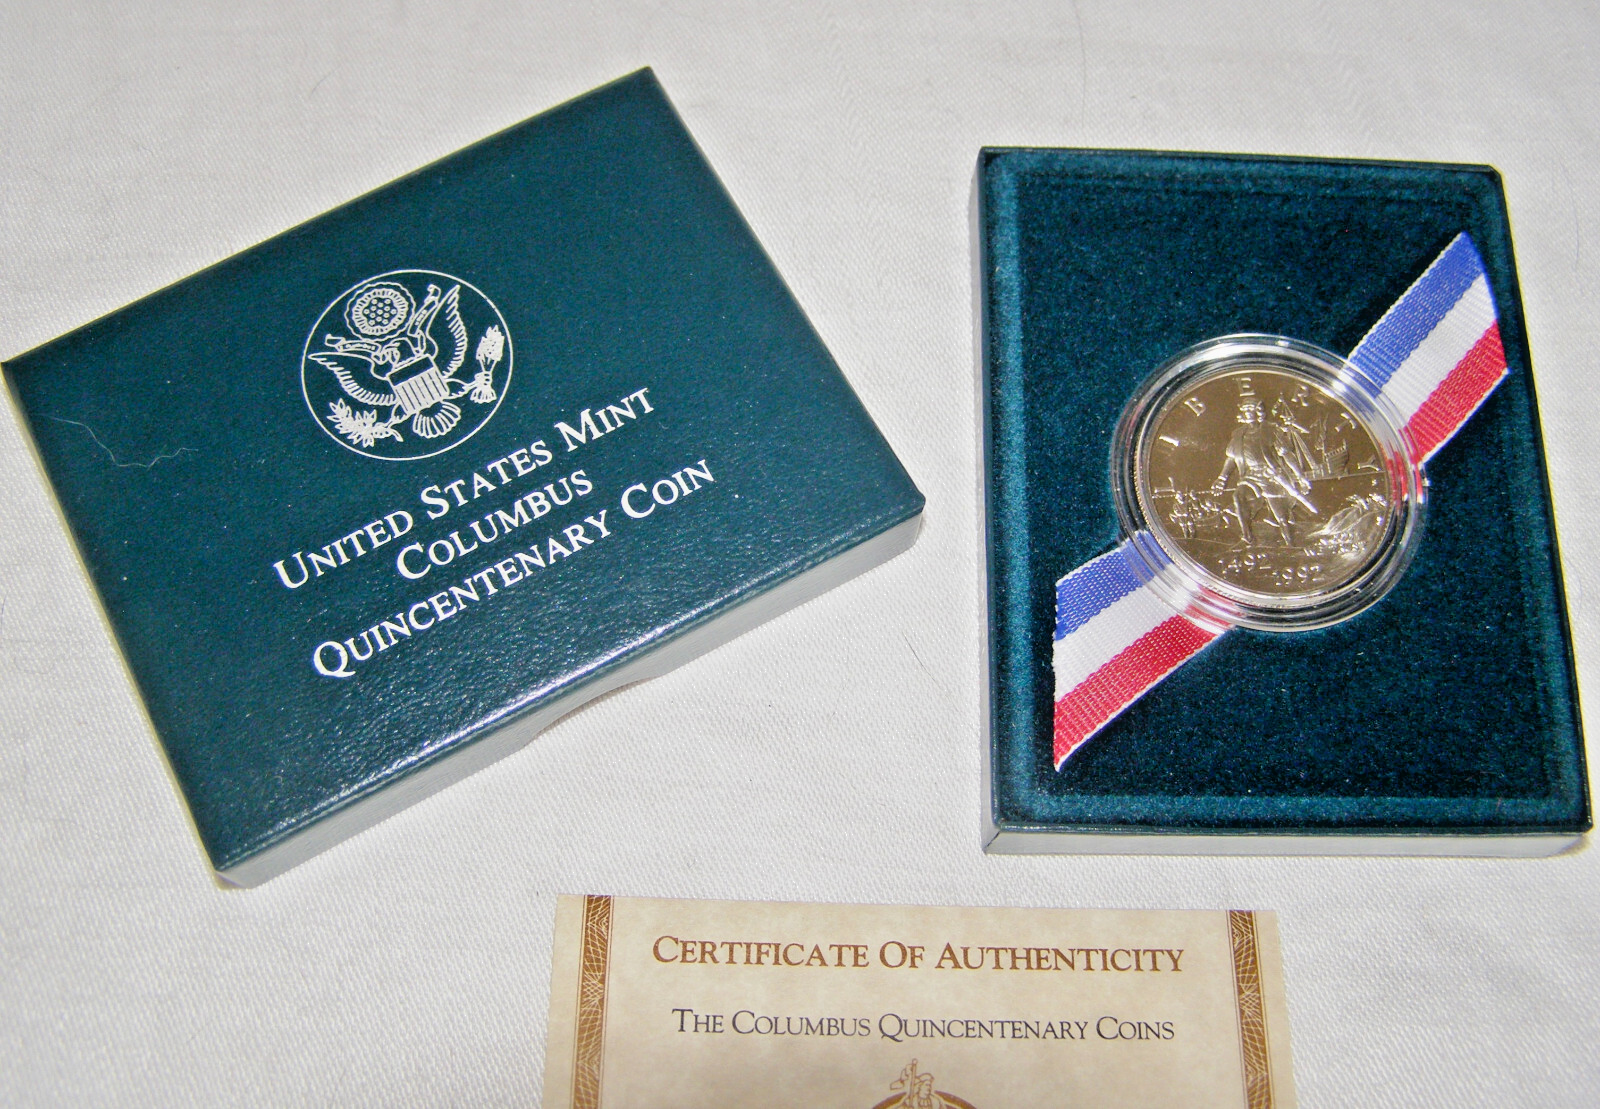 United States Mint
Columbus
Quincentenary Coin
LIBERTY
1492
1992
Certificate Of Authenticity
The Columbus Quincentenary Coins